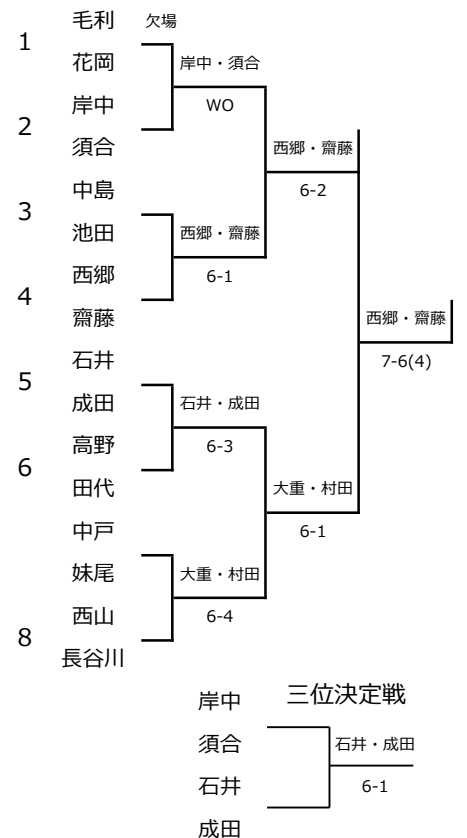 毛利 欠場
1
花岡 岸中・須合
岸中 WO
2
須合 西郷・齋藤
中島 6-2
3
池田 西郷・齋藤
西郷 6-1
4
齋藤 西郷・齋藤
石井 7-6(4)
5
成田 石井・成田
高野 6-3
6
田代 大重・村田
中戸 6-1
妹尾 大重・村田
西山 6-4
8
長谷川
岸中 三位決定戦
須合 石井・成田
石井 6-1
成田